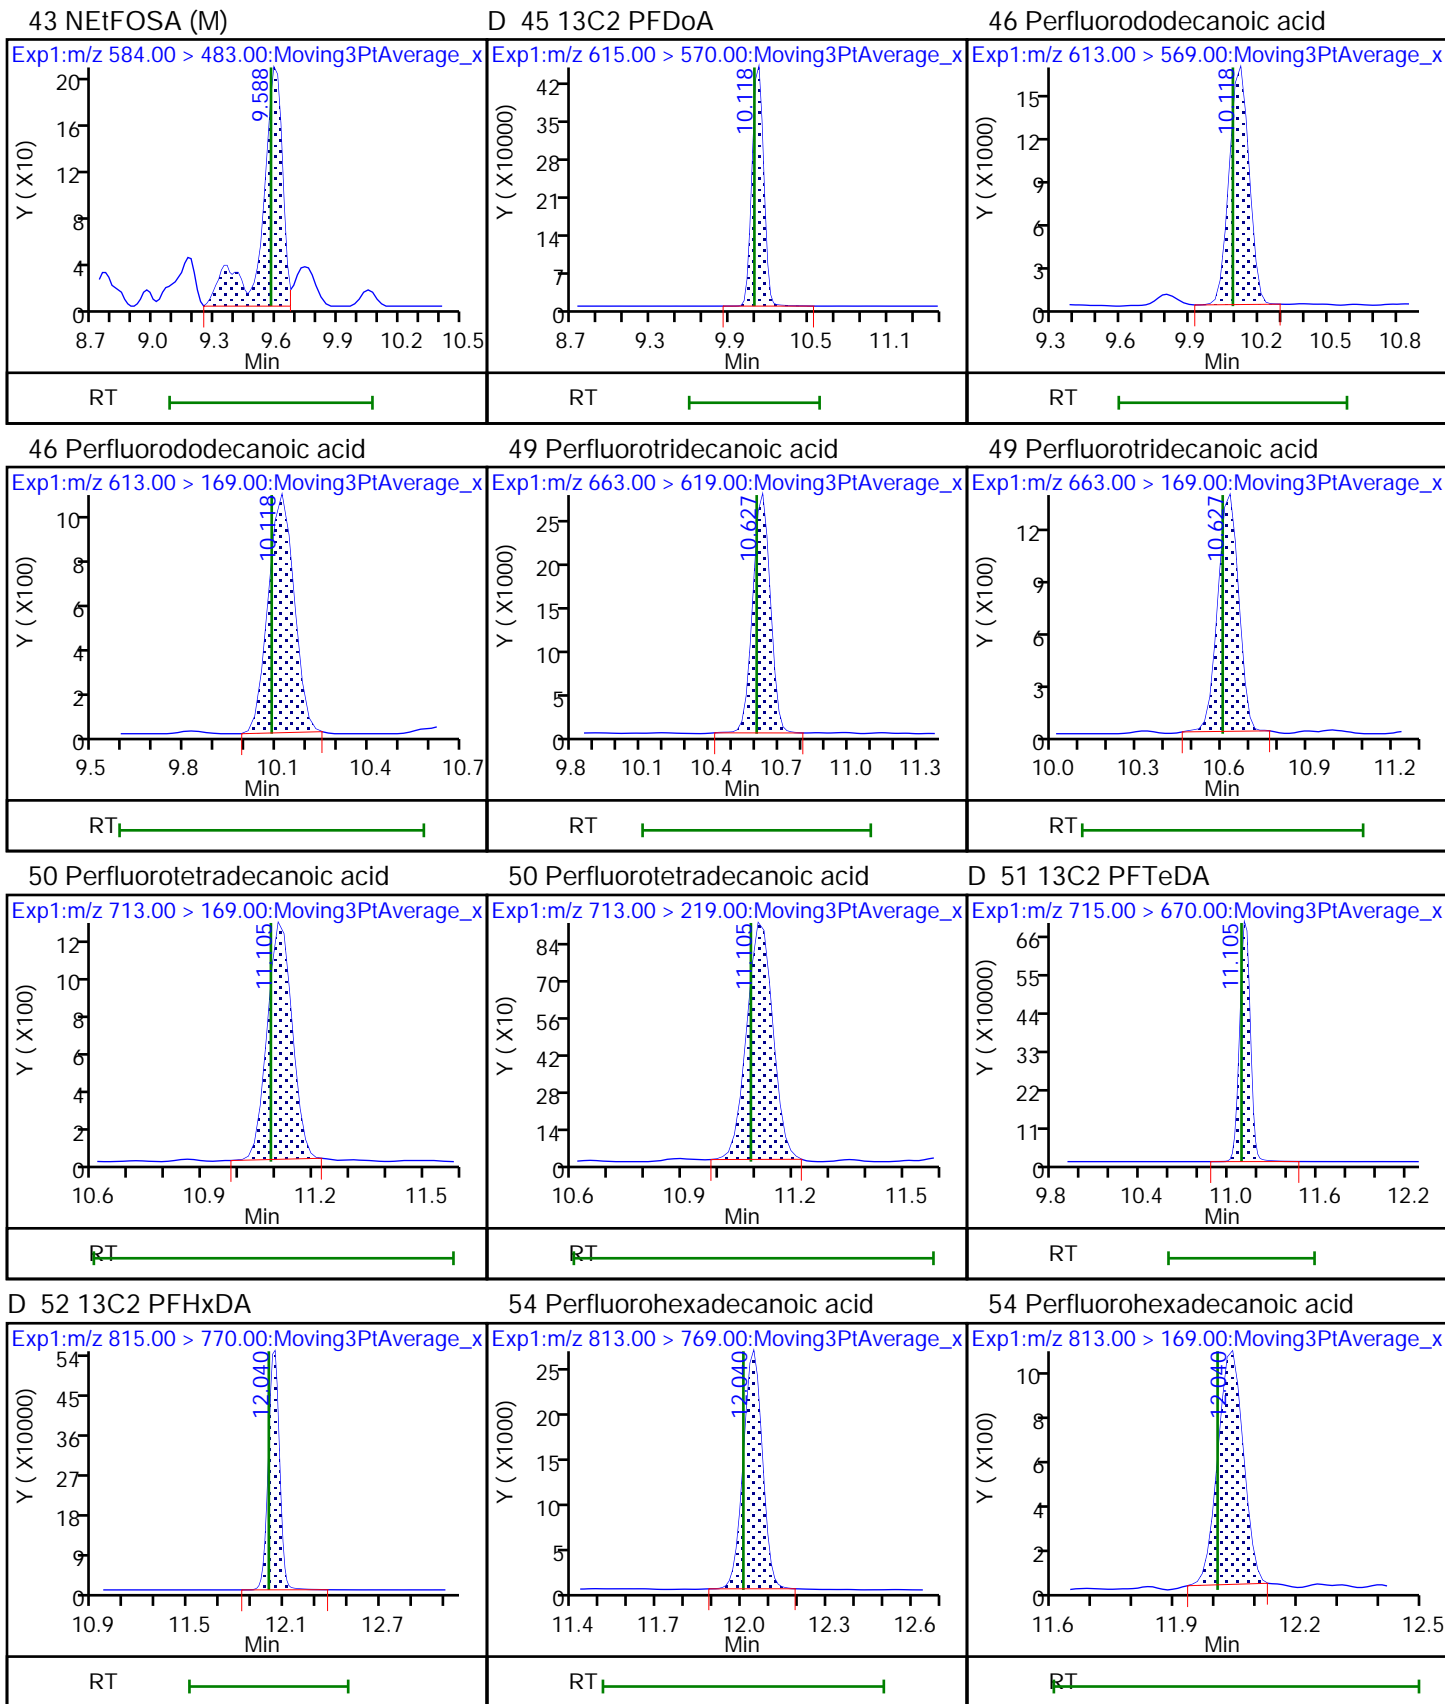 43 NEtFOSA (M)
Exp1:m/z 584.00 > 483.00:Moving3PtAverage_x
9.588
Y ( X10)
20
16
12
8
4
0
8.7 9.0 9.3 9.6 9.9 10.2 10.5
Min
RT
D 45 13C2 PFDoA
Exp1:m/z 615.00 > 570.00:Moving3PtAverage_x
10.118
Y ( X10000)
42
35
28
21
14
7
0
8.7 9.3 9.9 10.5 11.1
Min
RT
46 Perfluorododecanoic acid
Exp1:m/z 613.00 > 569.00:Moving3PtAverage_x
10.118
Y ( X1000)
15
12
9
6
3
0
9.3 9.6 9.9 10.2 10.5 10.8
Min
RT
46 Perfluorododecanoic acid
Exp1:m/z 613.00 > 169.00:Moving3PtAverage_x
10.118
Y ( X100)
10
8
6
4
2
0
9.5 9.8 10.1 10.4 10.7
Min
RT
49 Perfluorotridecanoic acid
Exp1:m/z 663.00 > 619.00:Moving3PtAverage_x
10.627
Y ( X1000)
25
20
15
10
5
0
9.8 10.1 10.4 10.7 11.0 11.3
Min
RT
49 Perfluorotridecanoic acid
Exp1:m/z 663.00 > 169.00:Moving3PtAverage_x
10.627
Y ( X100)
12
9
6
3
0
10.0 10.3 10.6 10.9 11.2
Min
RT
50 Perfluorotetradecanoic acid
Exp1:m/z 713.00 > 169.00:Moving3PtAverage_x
11.105
Y ( X100)
12
10
8
6
4
2
0
10.6 10.9 11.2 11.5
Min
RT
50 Perfluorotetradecanoic acid
Exp1:m/z 713.00 > 219.00:Moving3PtAverage_x
11.105
Y ( X10)
84
70
56
42
28
14
0
10.6 10.9 11.2 11.5
Min
RT
D 51 13C2 PFTeDA
Exp1:m/z 715.00 > 670.00:Moving3PtAverage_x
11.105
Y ( X10000)
66
55
44
33
22
11
0
9.8 10.4 11.0 11.6 12.2
Min
RT
D 52 13C2 PFHxDA
Exp1:m/z 815.00 > 770.00:Moving3PtAverage_x
12.040
Y ( X10000)
54
45
36
27
18
9
0
10.9 11.5 12.1 12.7
Min
RT
54 Perfluorohexadecanoic acid
Exp1:m/z 813.00 > 769.00:Moving3PtAverage_x
12.040
Y ( X1000)
25
20
15
10
5
0
11.4 11.7 12.0 12.3 12.6
Min
RT
54 Perfluorohexadecanoic acid
Exp1:m/z 813.00 > 169.00:Moving3PtAverage_x
12.040
Y ( X100)
10
8
6
4
2
0
11.6 11.9 12.2 12.5
Min
RT